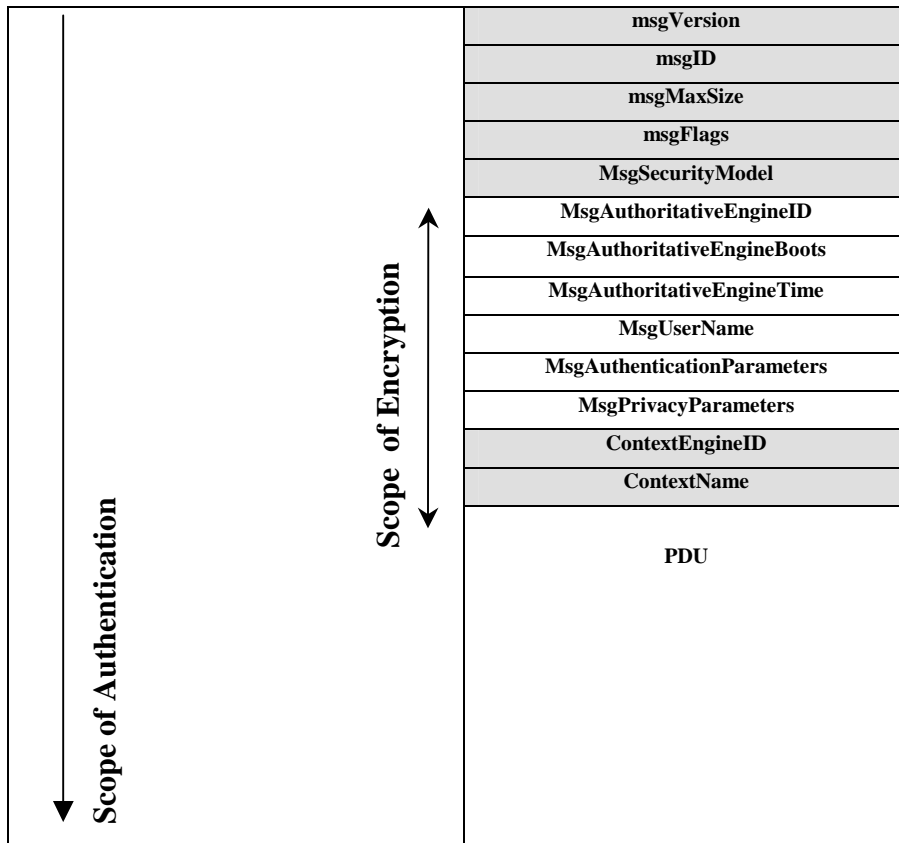 msgVersion
msgID
msgMaxSize
msgFlags
MsgSecurityModel
MsgAuthoritativeEngineID
MsgAuthoritativeEngineBoots
MsgAuthoritativeEngineTime
MsgUserName
MsgAuthenticationParameters
MsgPrivacyParameters
ContextEngineID
ContextName
PDU
Scope of Encryption
Scope of Authentication